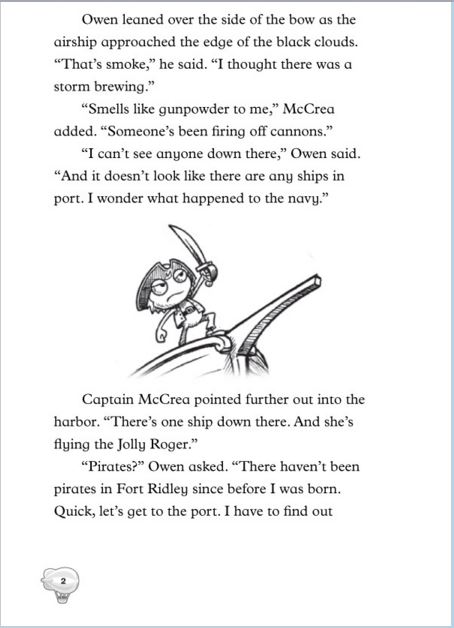 Owen leaned over the side of the bow as the
airship approached the edge of the black clouds.
“That’s smoke,” he said. “I thought there was a
storm brewing.”
“Smells like gunpowder to me,” McCrea
added. “Someone’s been firing off cannons.”
“I can’t see anyone down there,” Owen said.
“And it doesn’t look like there are any ships in
port. I wonder what happened to the navy.”
Captain McCrea pointed further out into the
harbor. “There’s one ship down there. And she’s
flying the Jolly Roger.”
“Pirates?” Owen asked. “There haven’t been
pirates in Fort Ridley since before I was born.
Quick, let’s get to the port. I have to find out
2